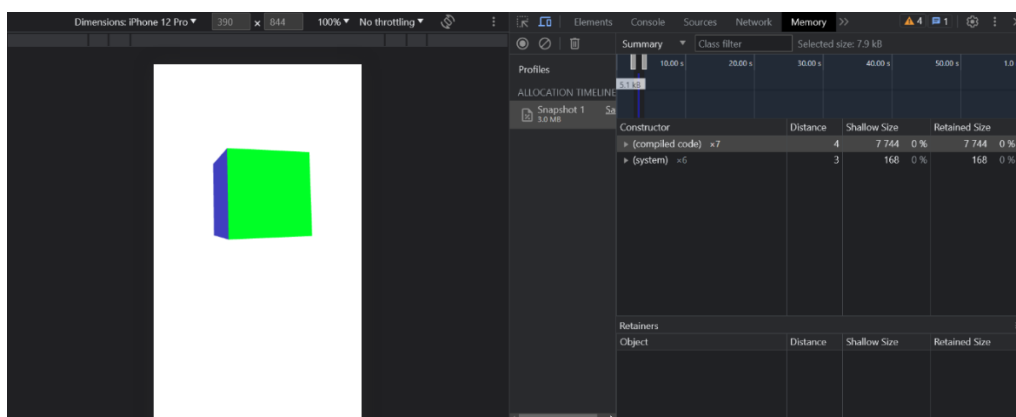 Dimensions: iPhone 12 Pro ▼ 390 × 844 100% ▼ No throttling ▼
Elements Console Sources Network Memory 4 1
Summary ▼ Class filter Selected size: 7.9 kB
Profiles
10.00 s 20.00 s 30.00 s 40.00 s 50.00 s 1.0
5.1 kB
ALLOCATION TIMELINE
Snapshot 1 Sa
3.0 MB
Constructor Distance Shallow Size Retained Size
(compiled code) ×7 4 7 744 0 % 7 744 0 %
(system) ×6 3 168 0 % 168 0 %
Retainers
Object Distance Shallow Size Retained Size